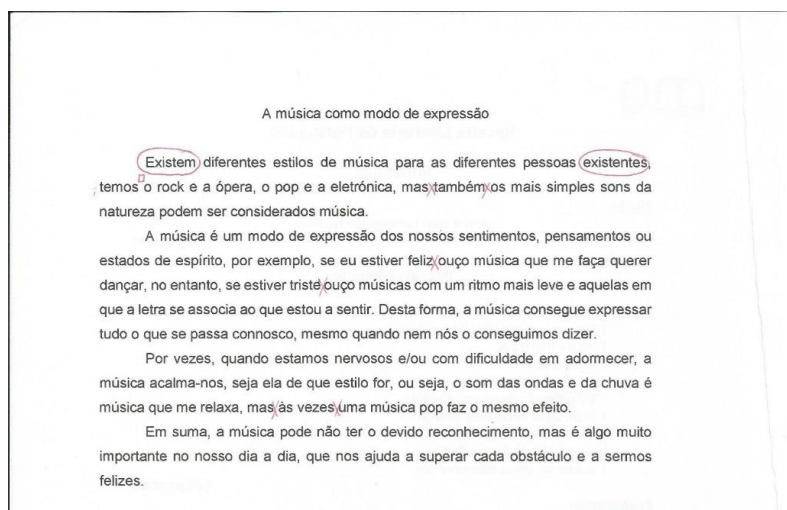 A música como modo de expressão
Existem diferentes estilos de música para as diferentes pessoas existentes,
temos o rock e a ópera, o pop e a eletrónica, mas também os mais simples sons da
natureza podem ser considerados música.
A música é um modo de expressão dos nossos sentimentos, pensamentos ou
estados de espírito, por exemplo, se eu estiver feliz ouço música que me faça querer
dançar, no entanto, se estiver triste ouço músicas com um ritmo mais leve e aquelas em
que a letra se associa ao que estou a sentir. Desta forma, a música consegue expressar
tudo o que se passa connosco, mesmo quando nem nós o conseguimos dizer.
Por vezes, quando estamos nervosos e/ou com dificuldade em adormecer, a
música acalma-nos, seja ela de que estilo for, ou seja, o som das ondas e da chuva é
música que me relaxa, mas às vezes uma música pop faz o mesmo efeito.
Em suma, a música pode não ter o devido reconhecimento, mas é algo muito
importante no nosso dia a dia, que nos ajuda a superar cada obstáculo e a sermos
felizes.